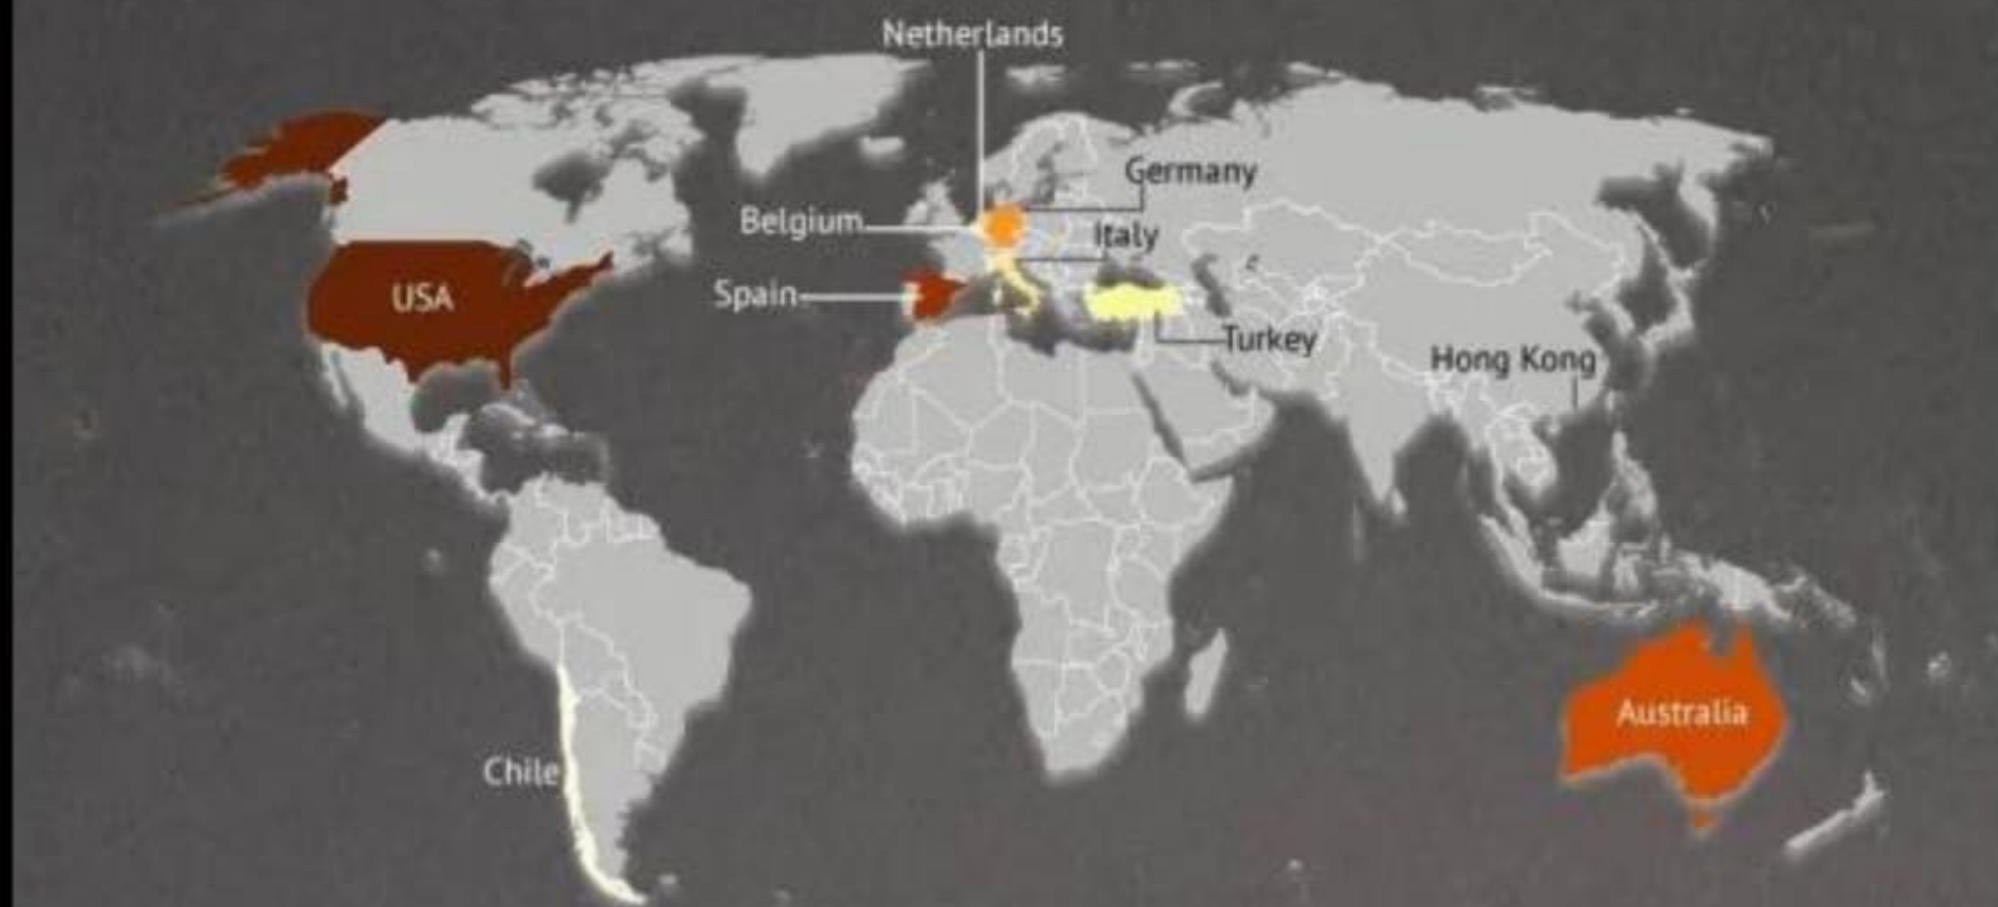 Netherlands
Germany
Belgium
Italy
Spain
USA
Turkey
Hong Kong
Australia
Chile